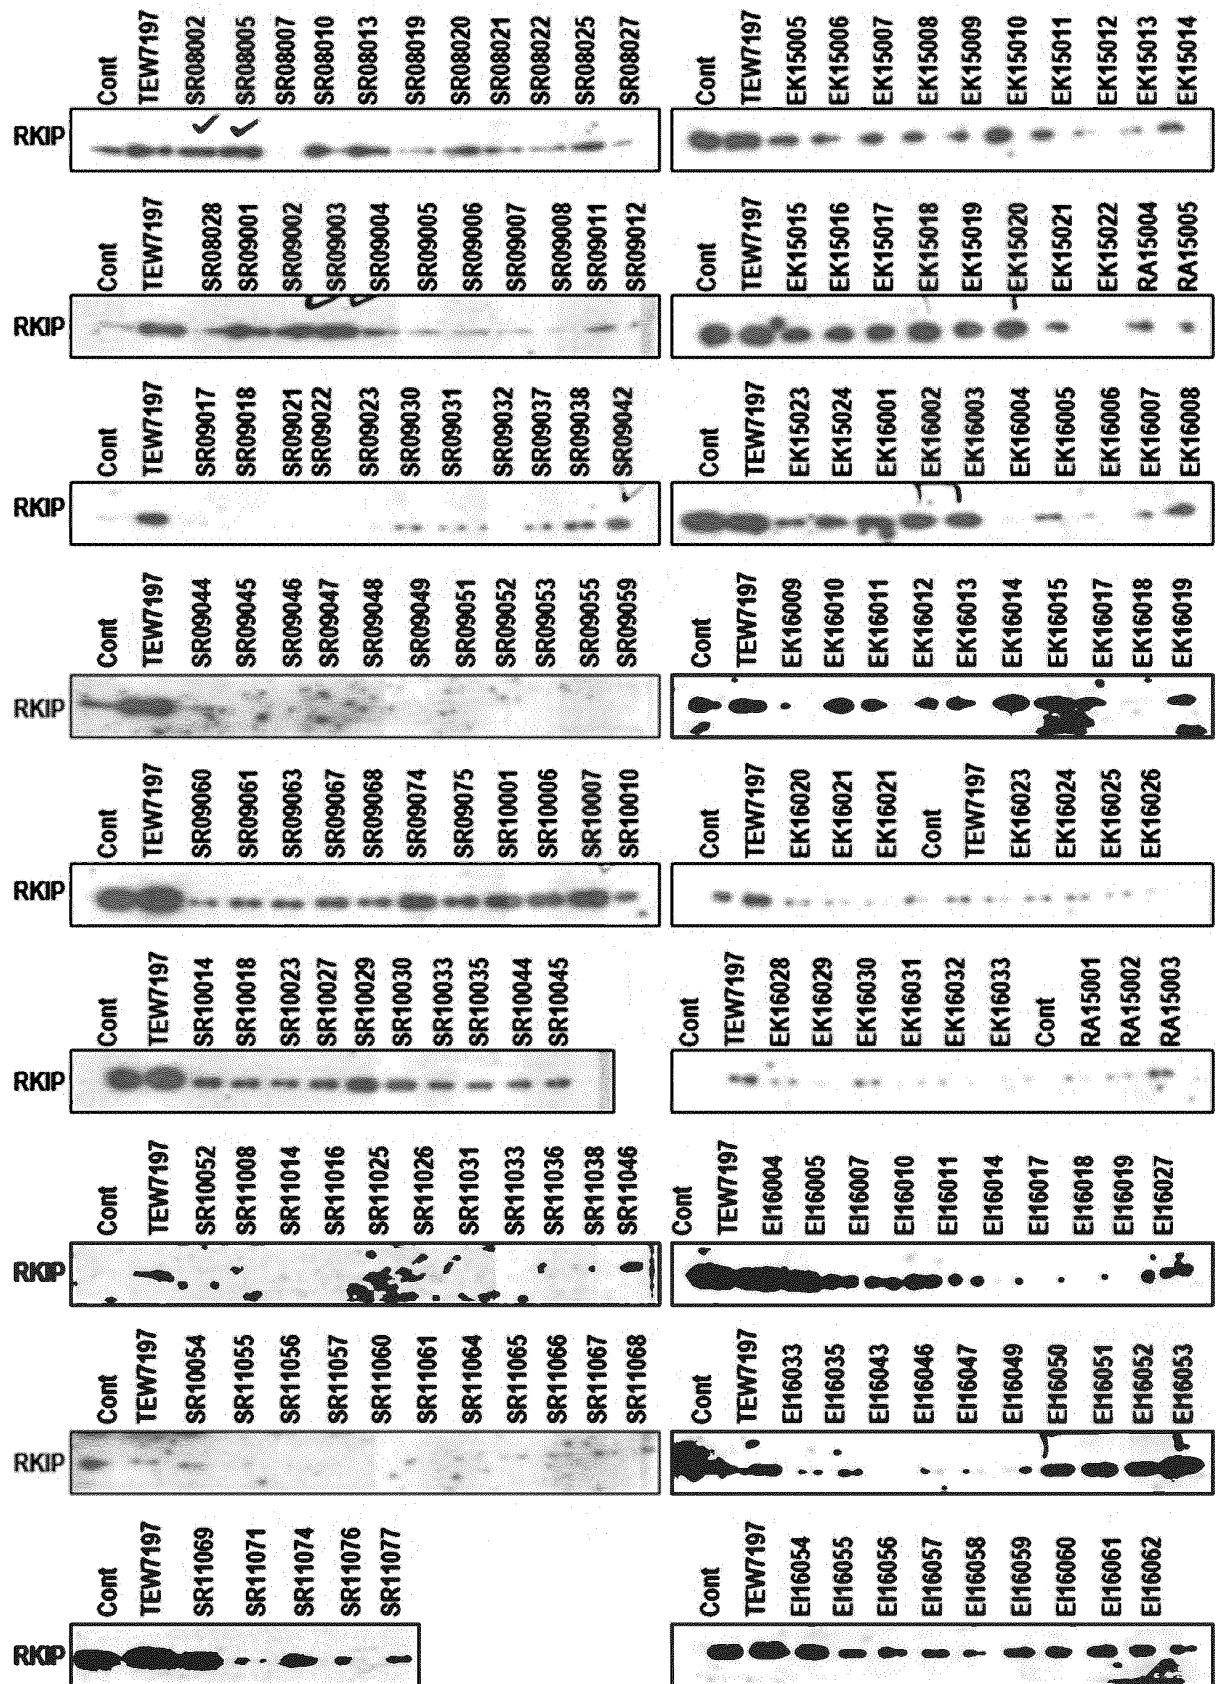 Cont TEW7197 SR08002 SR08005 SR08007 SR08010 SR08013 SR08019 SR08020 SR08021 SR08022 SR08025 SR08027
RKIP
Cont TEW7197 EK15005 EK15006 EK15007 EK15008 EK15009 EK15010 EK15011 EK15012 EK15013 EK15014
Cont TEW7197 SR08028 SR09001 SR09002 SR09003 SR09004 SR09005 SR09006 SR09007 SR09008 SR09011 SR09012
RKIP
Cont TEW7197 EK15015 EK15016 EK15017 EK15018 EK15019 EK15020 EK15021 EK15022 RA15004 RA15005
Cont TEW7197 SR09017 SR09018 SR09021 SR09022 SR09023 SR09030 SR09031 SR09032 SR09037 SR09038 SR09042
RKIP
Cont TEW7197 EK15023 EK15024 EK16001 EK16002 EK16003 EK16004 EK16005 EK16006 EK16007 EK16008
Cont TEW7197 SR09044 SR09045 SR09046 SR09047 SR09048 SR09049 SR09051 SR09052 SR09053 SR09055 SR09059
RKIP
Cont TEW7197 EK16009 EK16010 EK16011 EK16012 EK16013 EK16014 EK16015 EK16017 EK16018 EK16019
Cont TEW7197 SR09060 SR09061 SR09063 SR09067 SR09068 SR09074 SR09075 SR10001 SR10006 SR10007 SR10010
RKIP
Cont TEW7197 EK16020 EK16021 EK16021 Cont TEW7197 EK16023 EK16024 EK16025 EK16026
Cont TEW7197 SR10014 SR10018 SR10023 SR10027 SR10029 SR10030 SR10033 SR10035 SR10044 SR10045
RKIP
Cont TEW7197 EK16028 EK16029 EK16030 EK16031 EK16032 EK16033 Cont RA15001 RA15002 RA15003
Cont TEW7197 SR10052 SR11008 SR11014 SR11016 SR11025 SR11026 SR11031 SR11033 SR11036 SR11038 SR11046
RKIP
Cont TEW7197 EI16004 EI16005 EI16007 EI16010 EI16011 EI16014 EI16017 EI16018 EI16019 EI16027
Cont TEW7197 SR10054 SR11055 SR11056 SR11057 SR11060 SR11061 SR11064 SR11065 SR11066 SR11067 SR11068
RKIP
Cont TEW7197 EI16033 EI16035 EI16043 EI16046 EI16047 EI16049 EI16050 EI16051 EI16052 EI16053
Cont TEW7197 SR11069 SR11071 SR11074 SR11076 SR11077
RKIP
Cont TEW7197 EI16054 EI16055 EI16056 EI16057 EI16058 EI16059 EI16060 EI16061 EI16062